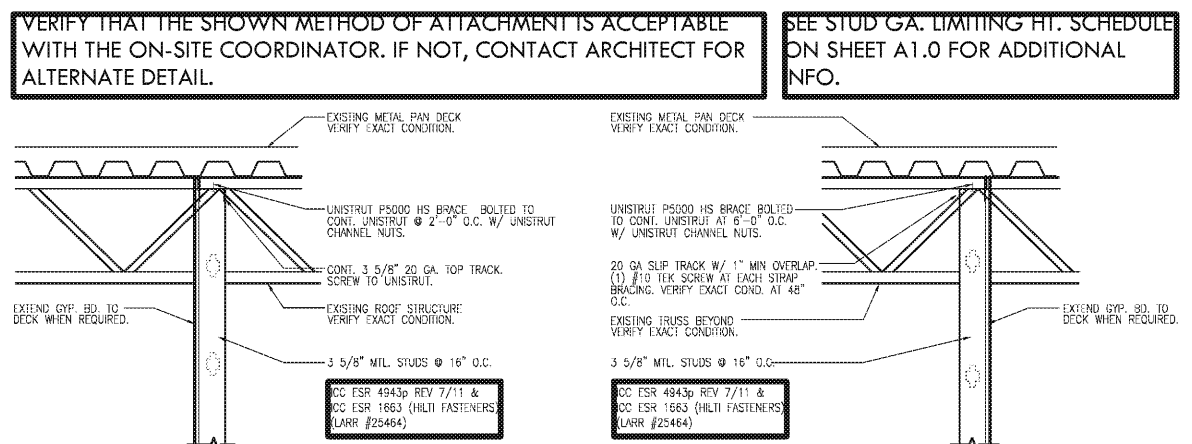 VERIFY THAT THE SHOWN METHOD OF ATTACHMENT IS ACCEPTABLE
WITH THE ON-SITE COORDINATOR. IF NOT, CONTACT ARCHITECT FOR
ALTERNATE DETAIL.
SEE STUD GA. LIMITING HT. SCHEDULE
ON SHEET A1.0 FOR ADDITIONAL
INFO.
EXISTING METAL PAN DECK
VERIFY EXACT CONDITION.
UNISTRUT P5000 HS BRACE BOLTED TO
CONT. UNISTRUT @ 2'-0" O.C. W/ UNISTRUT
CHANNEL NUTS.
CONT. 3 5/8" 20 GA. TOP TRACK.
SCREW TO UNISTRUT.
EXISTING ROOF STRUCTURE
VERIFY EXACT CONDITION.
EXTEND GYP. BD. TO
DECK WHEN REQUIRED.
3 5/8" MTL. STUDS @ 16" O.C.
ICC ESR 4943p REV 7/11 &
ICC ESR 1663 (HILTI FASTENERS)
(LARR #25464)
EXISTING METAL PAN DECK
VERIFY EXACT CONDITION.
UNISTRUT P5000 HS BRACE BOLTED
TO CONT. UNISTRUT AT 6'-0" O.C.
W/ UNISTRUT CHANNEL NUTS.
20 GA SLIP TRACK W/ 1" MIN OVERLAP.
(1) #10 TEK SCREW AT EACH STRAP
BRACING. VERIFY EXACT COND. AT 48"
O.C.
EXISTING TRUSS BEYOND
VERIFY EXACT CONDITION.
EXTEND GYP. BD. TO
DECK WHEN REQUIRED.
3 5/8" MTL. STUDS @ 16" O.C.
ICC ESR 4943p REV 7/11 &
ICC ESR 1663 (HILTI FASTENERS)
(LARR #25464)